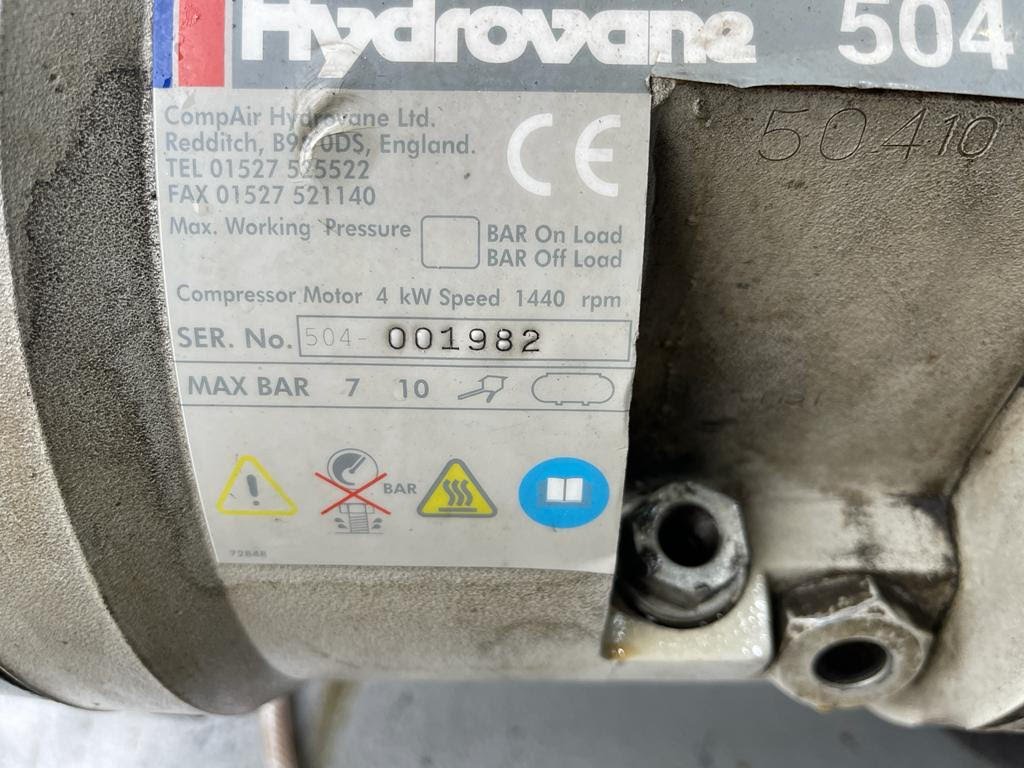 Hydrovane 504
CompAir Hydrovane Ltd.
Redditch, 0DS, England.
TEL 01527 525522
FAX 01527 521140
CE
50410
Max. Working Pressure
BAR On Load
BAR Off Load
Compressor Motor 4 kW Speed 1440 rpm
SER. No. 504- 001982
MAX BAR 7 10
BAR
72848